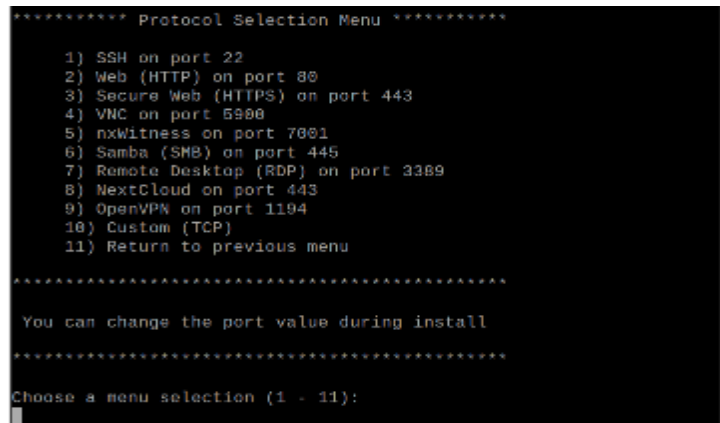 *********** Protocol Selection Menu ***********
1) SSH on port 22
2) Web (HTTP) on port 80
3) Secure Web (HTTPS) on port 443
4) VNC on port 5900
5) nxWitness on port 7001
6) Samba (SMB) on port 445
7) Remote Desktop (RDP) on port 3389
8) NextCloud on port 443
9) OpenVPN on port 1194
10) Custom (TCP)
11) Return to previous menu
***********************************************
You can change the port value during install
***********************************************
Choose a menu selection (1 - 11):